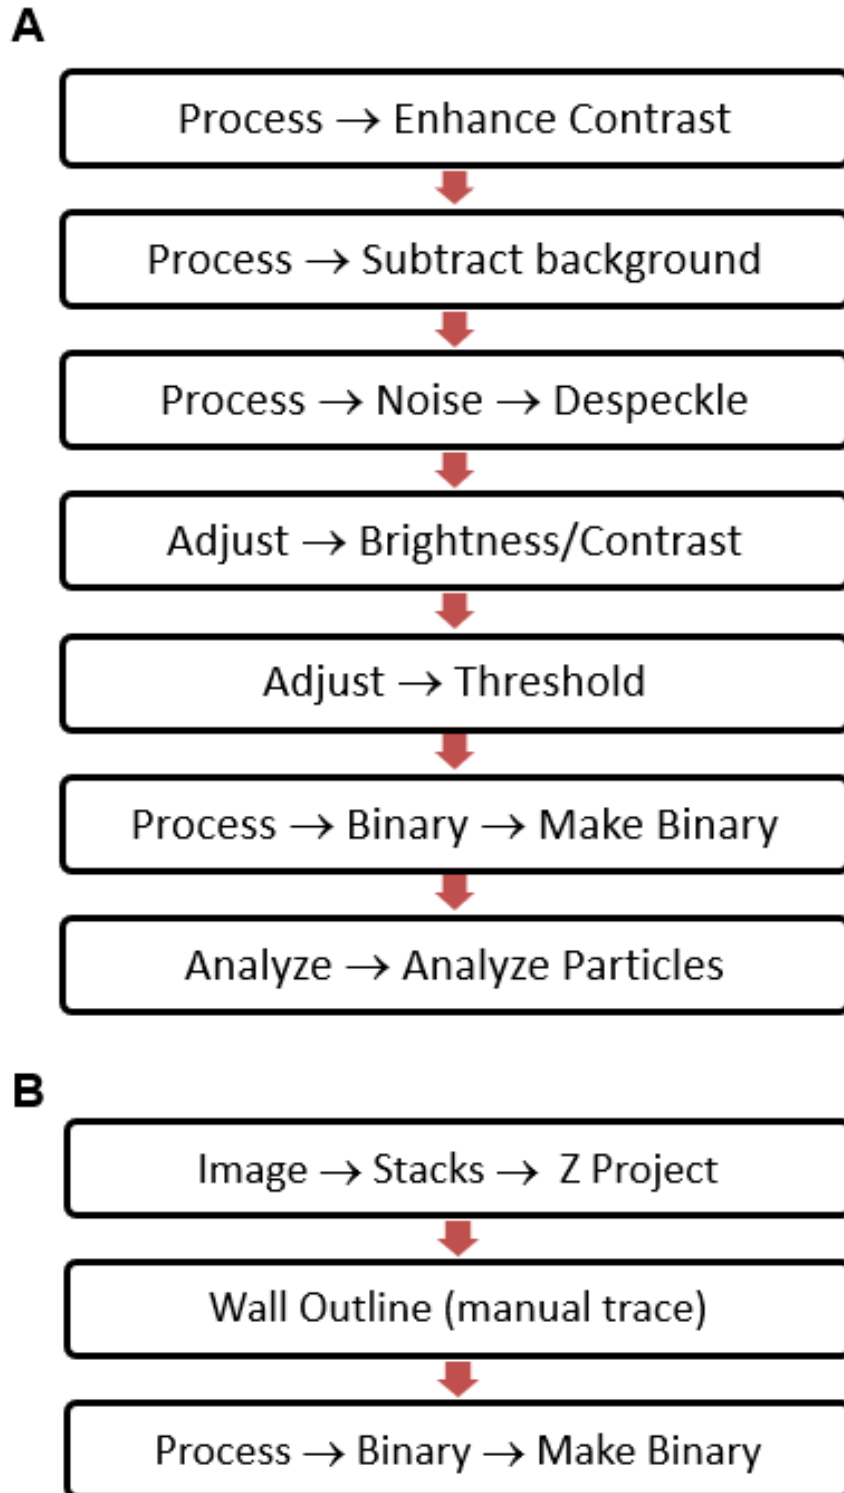 A
Process → Enhance Contrast
Process → Subtract background
Process → Noise → Despeckle
Adjust → Brightness/Contrast
Adjust → Threshold
Process → Binary → Make Binary
Analyze → Analyze Particles
B
Image → Stacks → Z Project
Wall Outline (manual trace)
Process → Binary → Make Binary